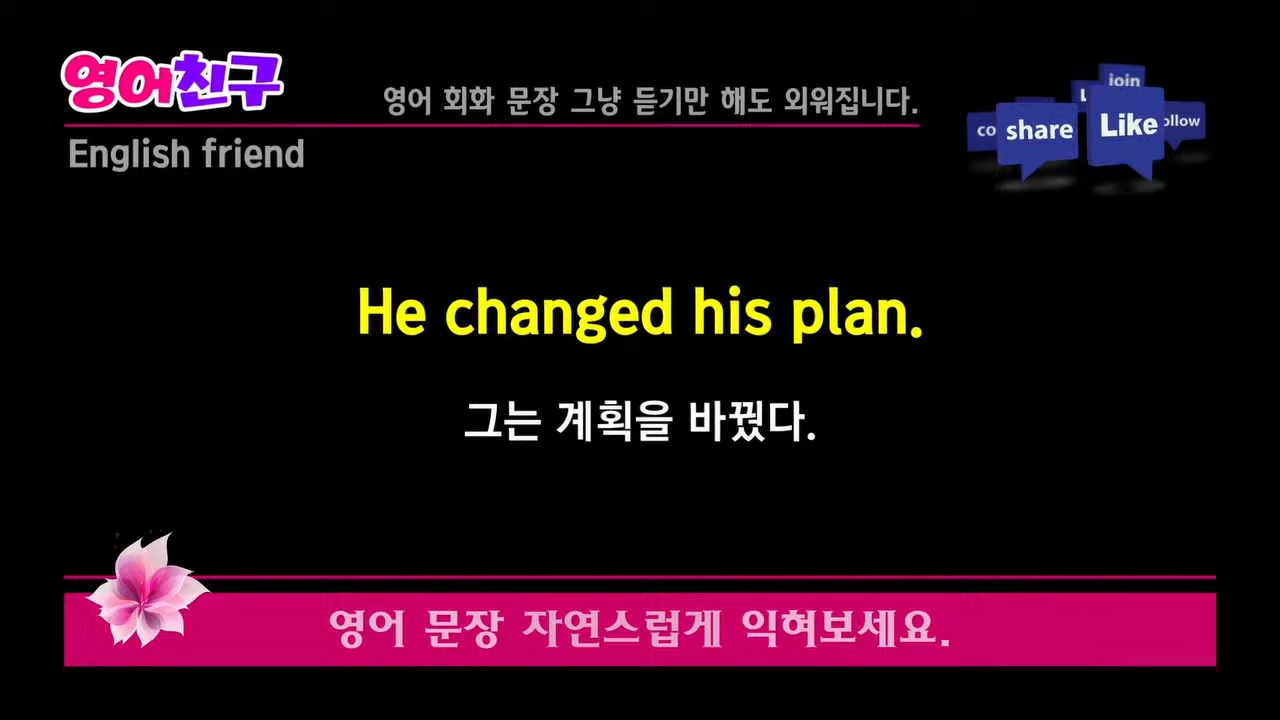 영어친구
영어 회화 문장 그냥 듣기만 해도 외워집니다.
English friend
join
share
Like
He changed his plan.
그는 계획을 바꿨다.
영어 문장 자연스럽게 익혀보세요.